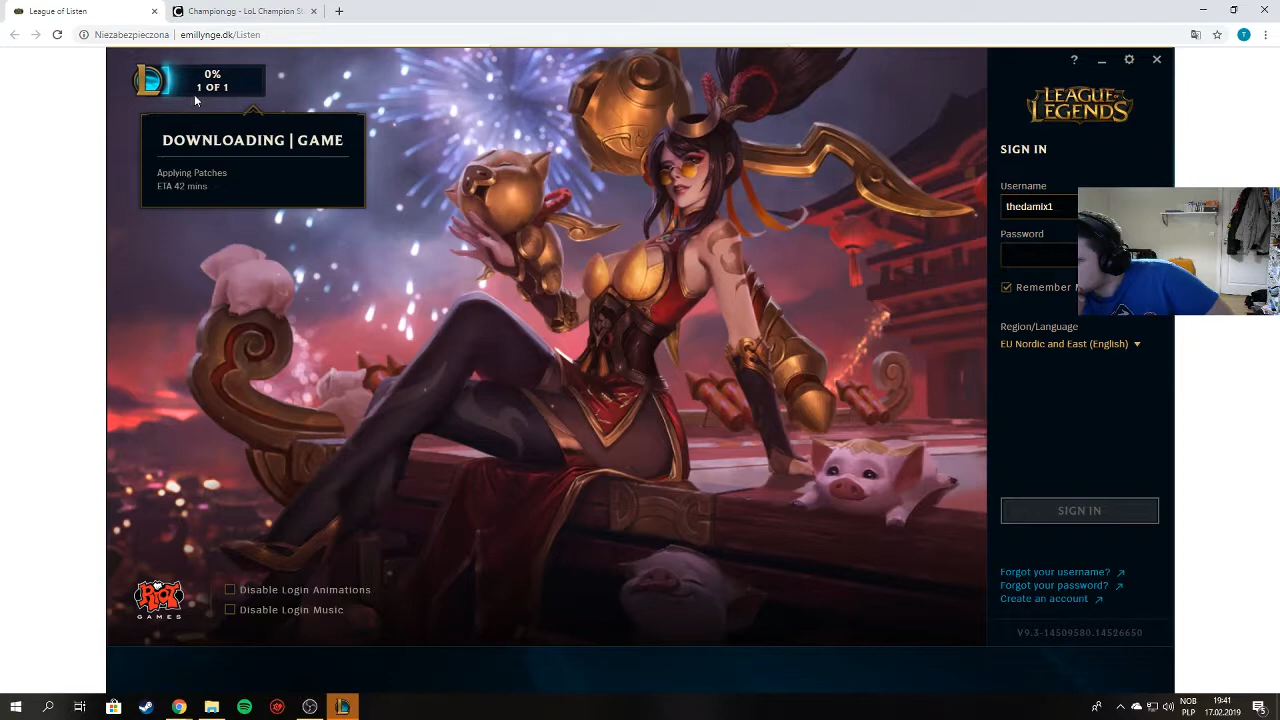 League of Legends
Champion.gg - LoL Champion St
Niezabezpieczona
emillynge.dk/Listen
T
0%
1 OF 1
DOWNLOADING | GAME
Applying Patches
ETA 42 mins
?
LEAGUE OF LEGENDS
SIGN IN
Username
thedamix1
Password
Remember
Region/Language
EU Nordic and East (English)
SIGN IN
RIOT
GAMES
Disable Login Animations
Disable Login Music
Forgot your username?
Forgot your password?
Create an account
V9.3-14509580.14526650
NOB
PLP
19:41
17.02.2019